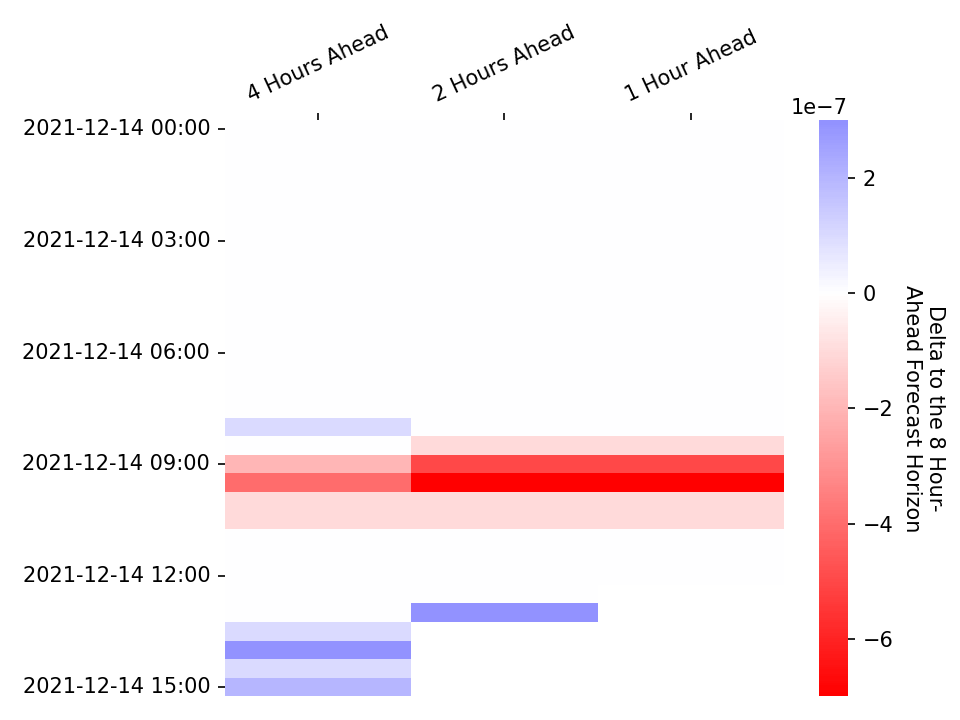 4 Hours Ahead
2 Hours Ahead
1 Hour Ahead
1e−7
2021-12-14 00:00
2021-12-14 03:00
2021-12-14 06:00
2021-12-14 09:00
2021-12-14 12:00
2021-12-14 15:00
2
0
−2
−4
−6
Delta to the 8 Hour-
Ahead Forecast Horizon